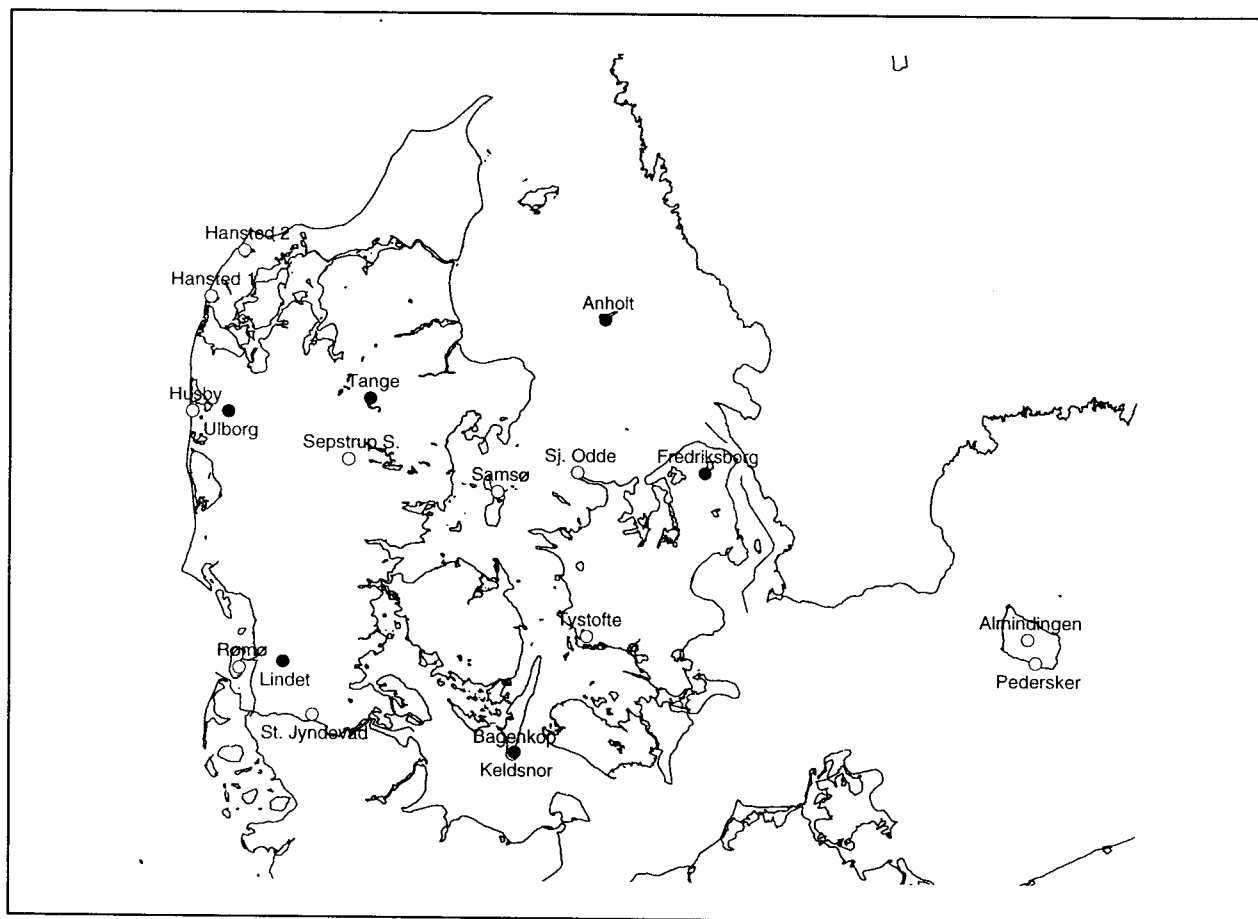 Hansted 2
Hansted 1
Anholt
Tange
Husby
Ulborg
Sepstrup S.
Sj. Odde
Fredriksborg
Samsø
Tystofte
Almindingen
Rømø
Lindet
Pedersker
St. Jyndevad
Bagenkop
Keldsnor